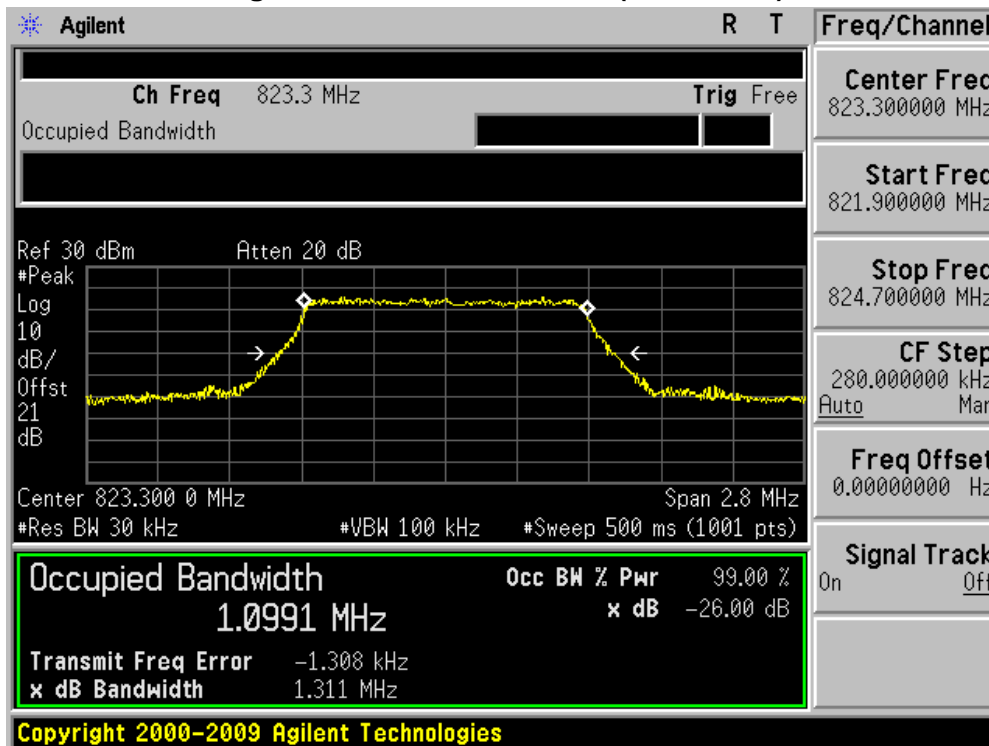 Agilent
R T
Freq/Channel
Ch Freq 823.3 MHz
Trig Free
Occupied Bandwidth
Center Freq
823.300000 MHz
Start Freq
821.900000 MHz
Stop Freq
824.700000 MHz
CF Step
280.000000 kHz
Auto Man
Freq Offset
0.00000000 Hz
Signal Track
On Off
Ref 30 dBm
Atten 20 dB
#Peak
Log
10
dB/
Offst
21
dB
Center 823.300 0 MHz
Span 2.8 MHz
#Res BW 30 kHz
#VBW 100 kHz
#Sweep 500 ms (1001 pts)
Occupied Bandwidth
1.0991 MHz
Occ BW % Pwr 99.00 %
x dB -26.00 dB
Transmit Freq Error -1.308 kHz
x dB Bandwidth 1.311 MHz
Copyright 2000-2009 Agilent Technologies